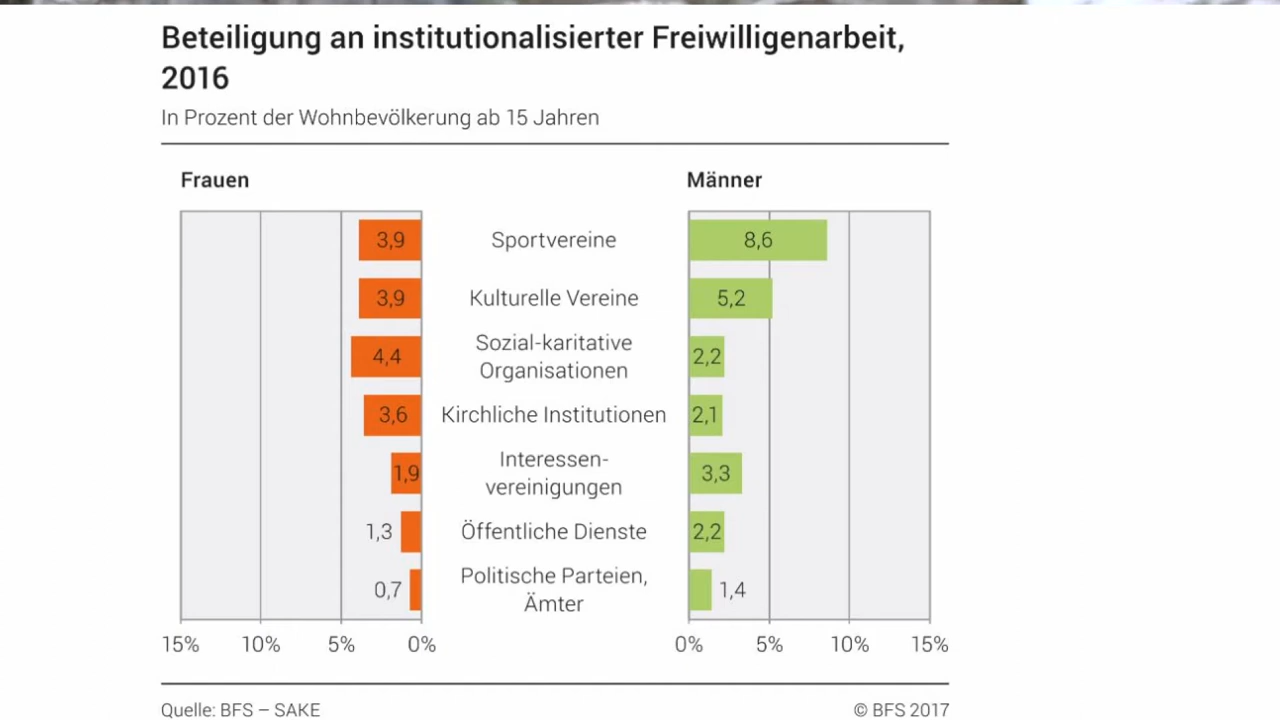 Beteiligung an institutionalisierter Freiwilligenarbeit,
2016
In Prozent der Wohnbevölkerung ab 15 Jahren
Frauen
Männer
3,9 Sportvereine 8,6
3,9 Kulturelle Vereine 5,2
Sozial-karitative
4,4 Organisationen 2,2
3,6 Kirchliche Institutionen 2,1
Interessen-
1,9 vereinigungen 3,3
1,3 Öffentliche Dienste 2,2
Politische Parteien,
0,7 Ämter 1,4
15% 10% 5% 0% 0% 5% 10% 15%
Quelle: BFS – SAKE © BFS 2017